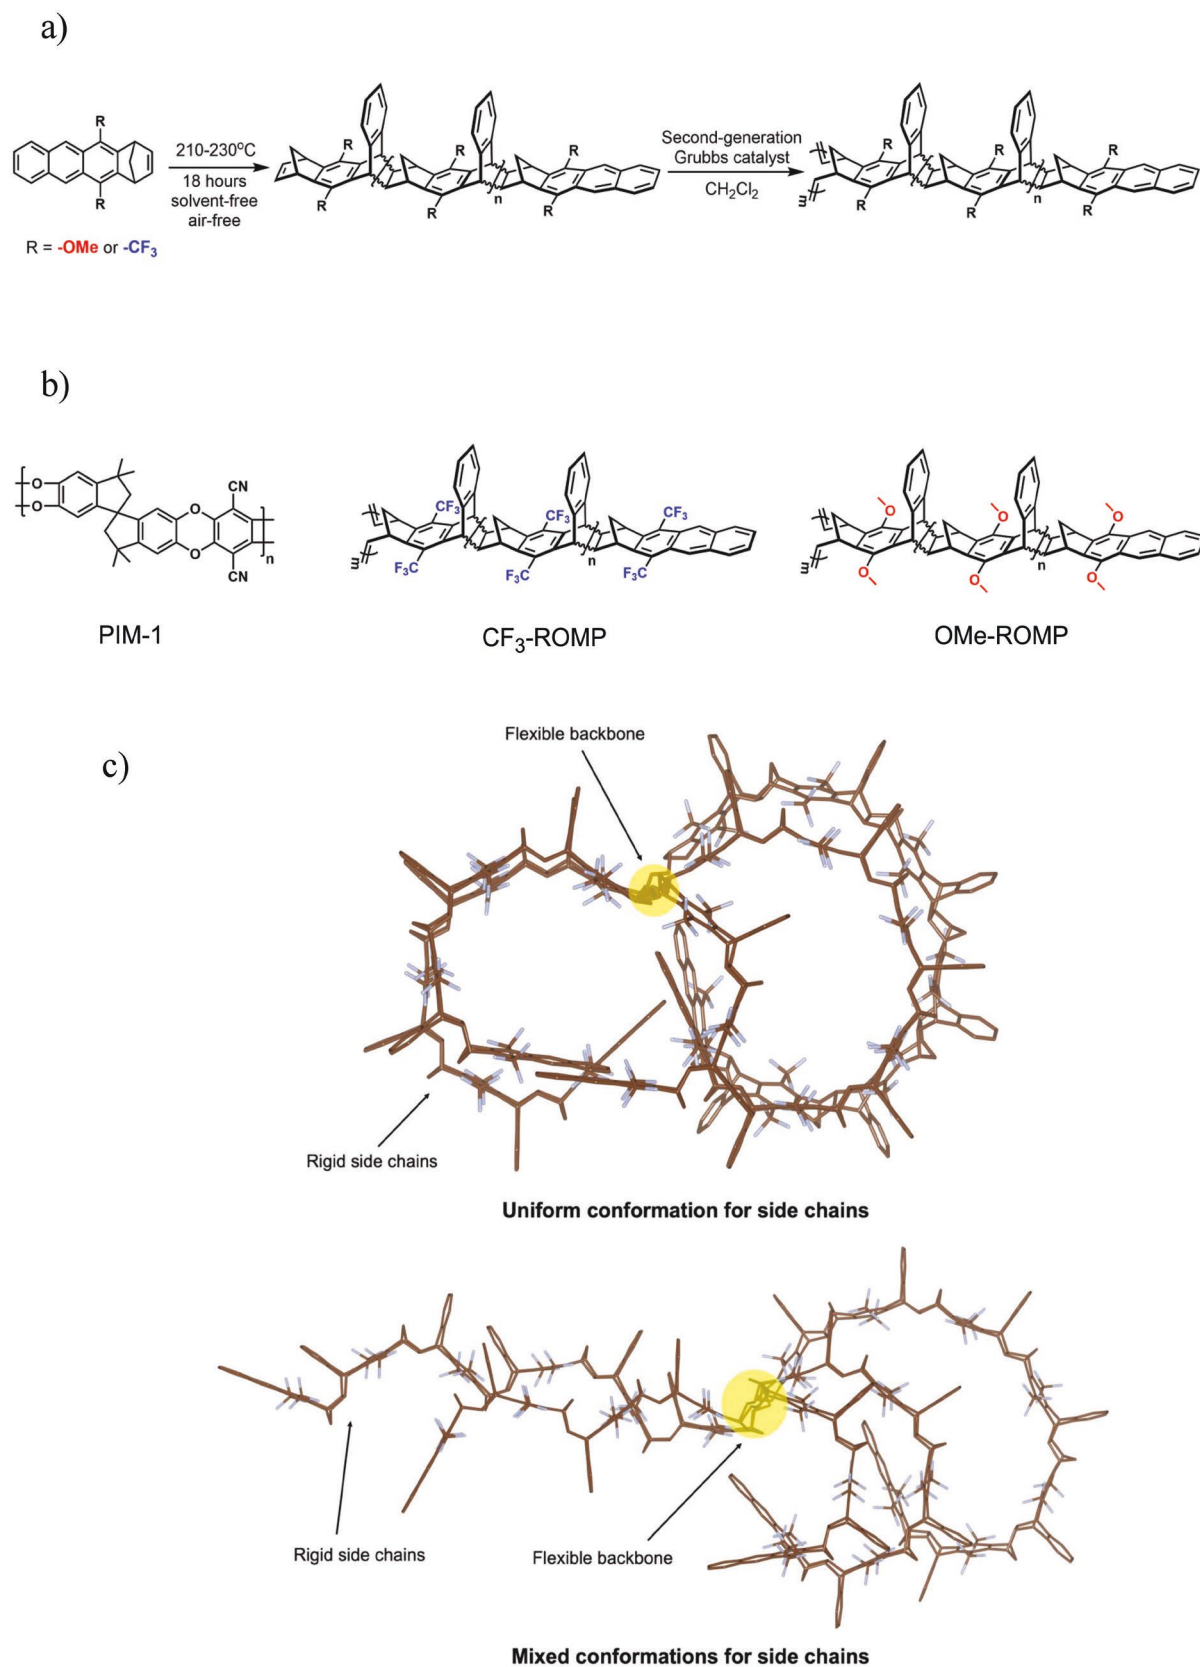 a)
R
R
210-230°C
18 hours
solvent-free
air-free
R = -OMe or -CF₃
R
R
R
R
R
R
n
Second-generation
Grubbs catalyst
CH₂Cl₂
R
R
R
R
R
R
m
n
b)
O
O
O
O
CN
CN
n
CF₃
CF₃
CF₃
F₃C
F₃C
F₃C
m
n
O
O
O
O
O
O
m
n
PIM-1
CF₃-ROMP
OMe-ROMP
c)
Flexible backbone
Rigid side chains
Uniform conformation for side chains
Rigid side chains
Flexible backbone
Mixed conformations for side chains